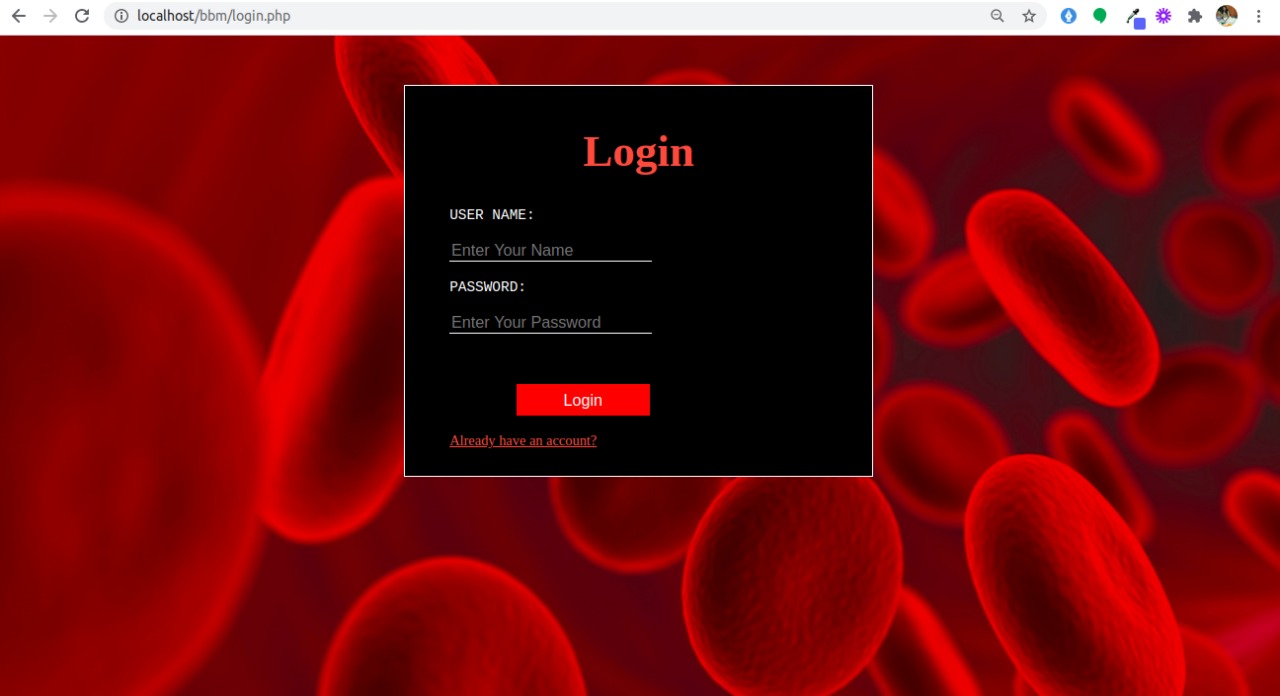 localhost/bbm/login.php
Login
USER NAME:
Enter Your Name
PASSWORD:
Enter Your Password
Login
Already have an account?